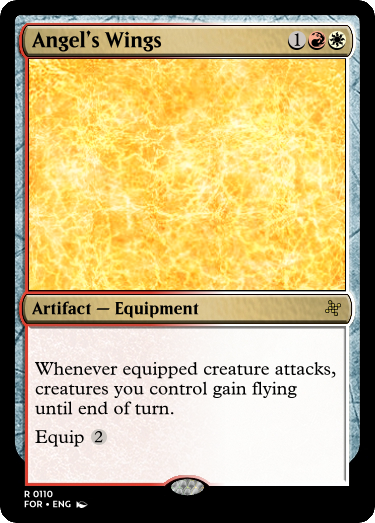 Angel's Wings 1
Artifact — Equipment
Whenever equipped creature attacks,
creatures you control gain flying
until end of turn.
Equip 2
R 0110
FOR • ENG